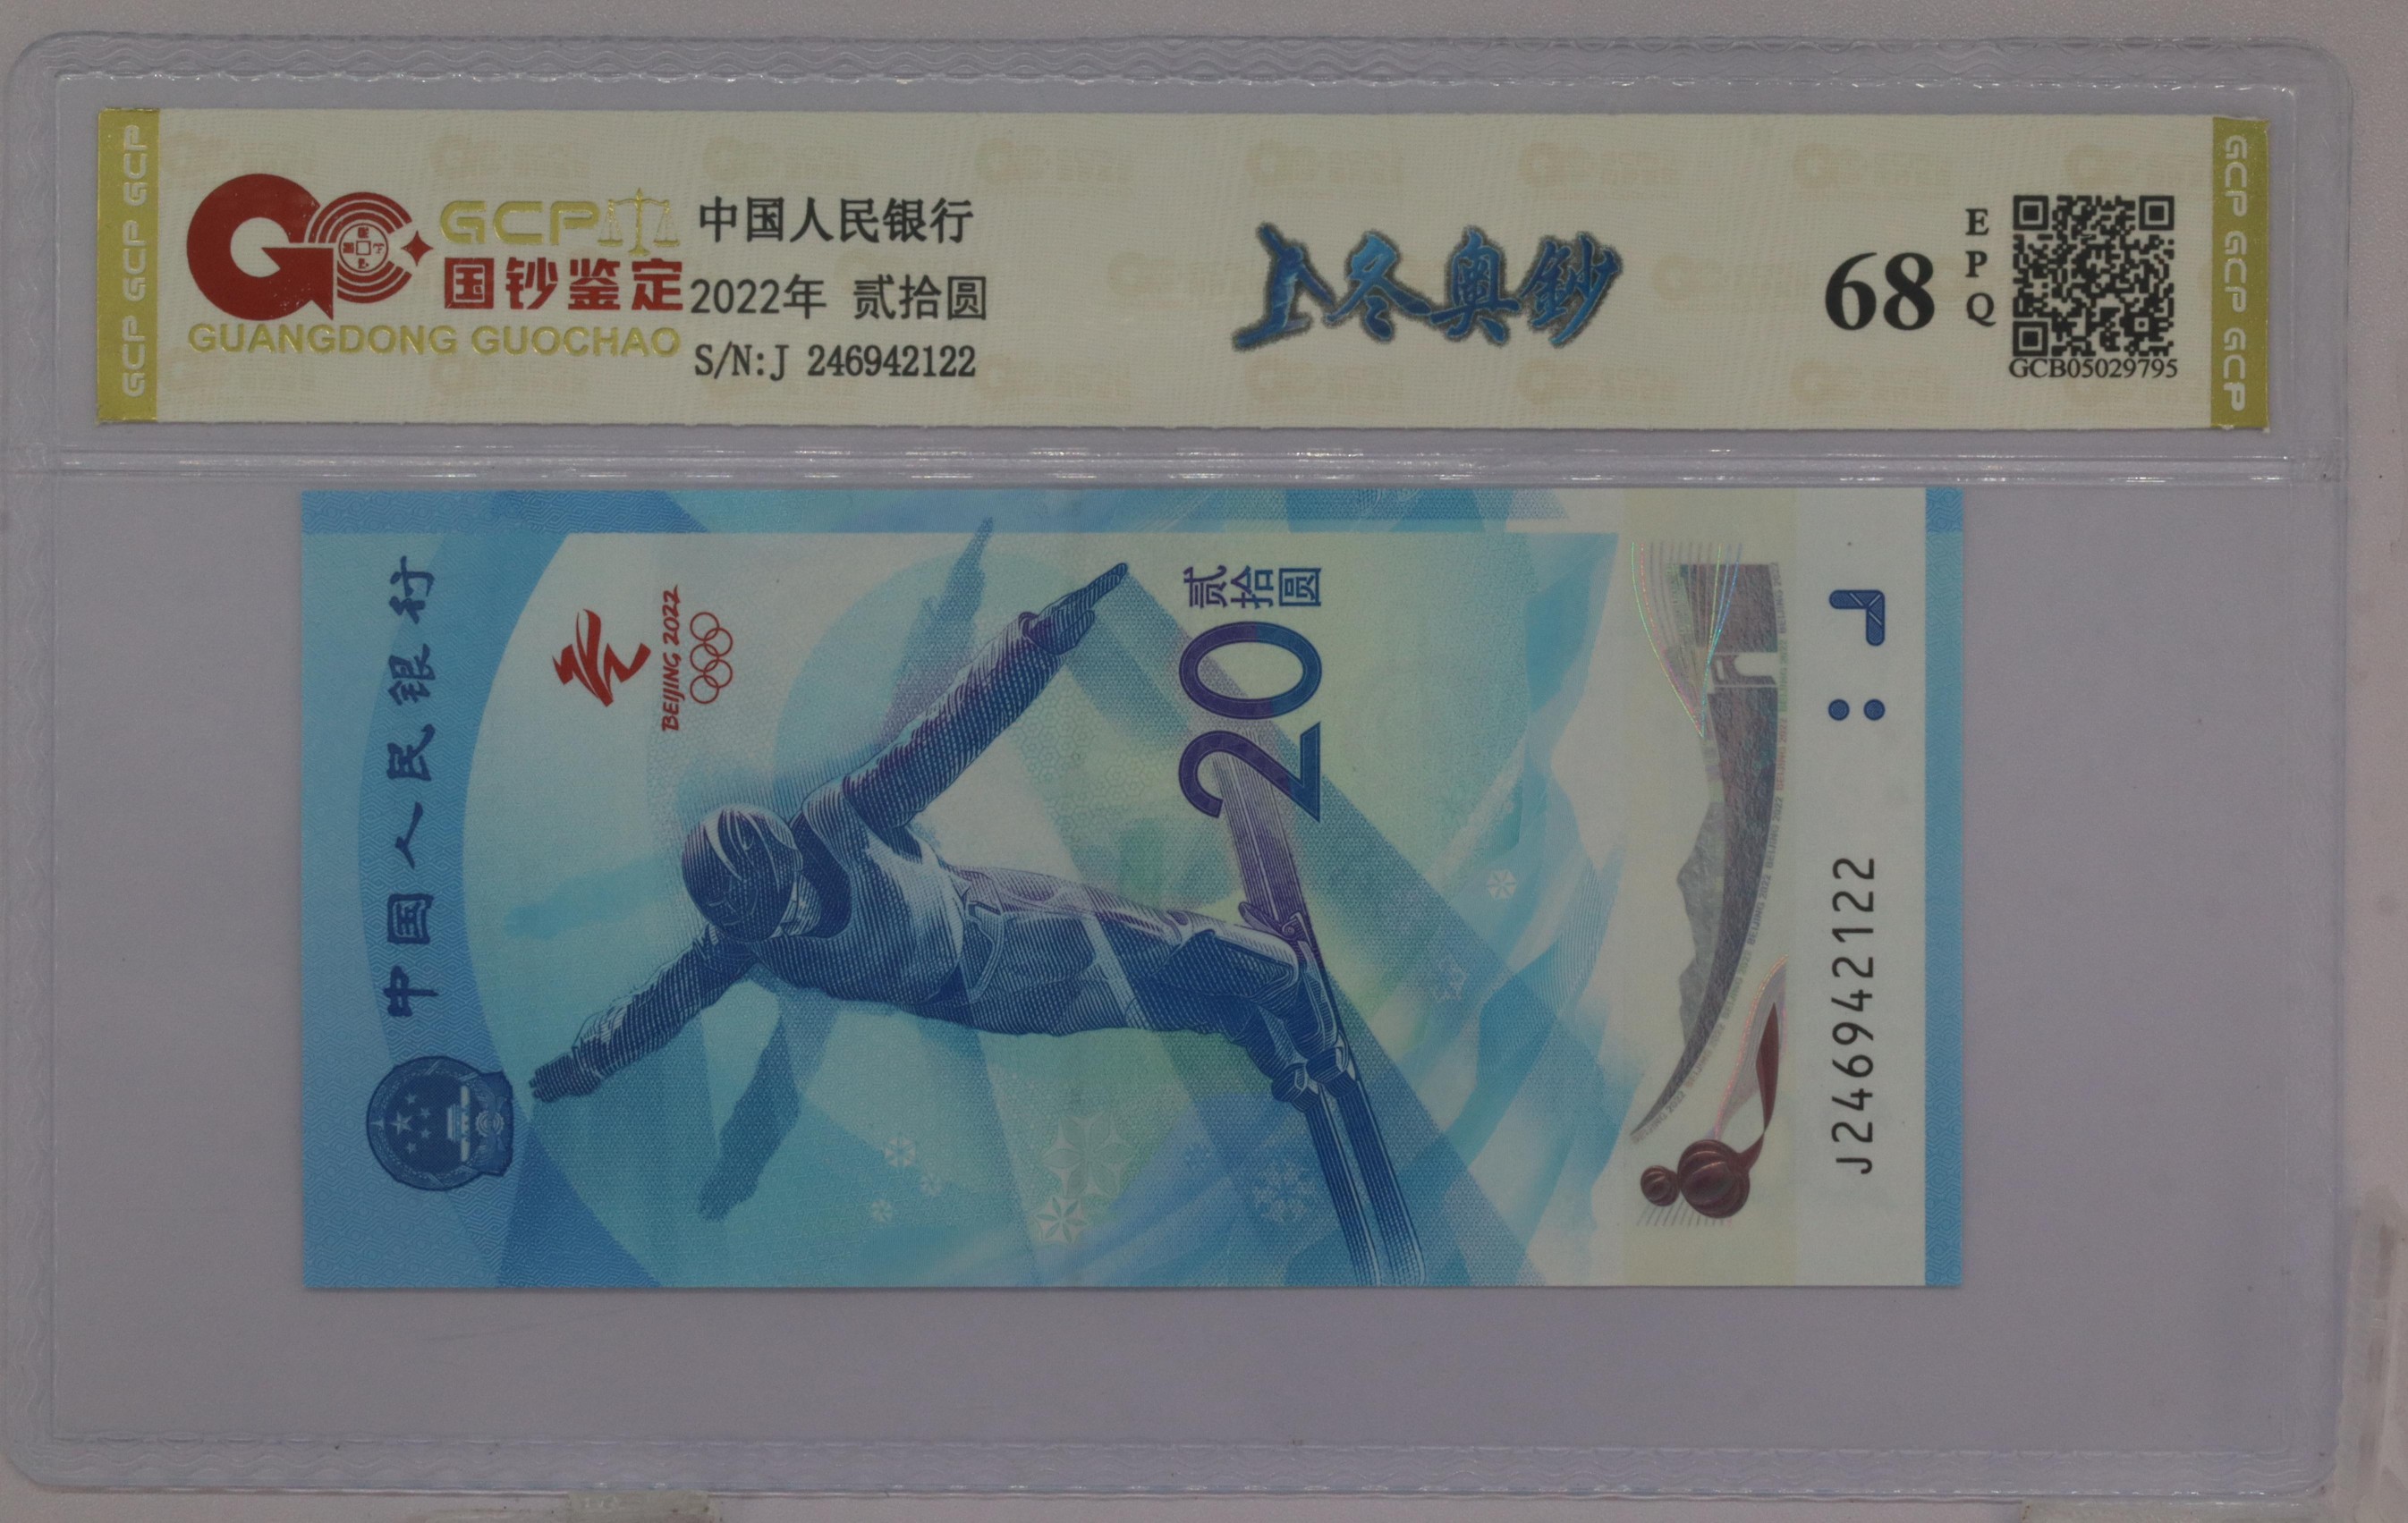 GCP GCP GCP
GCP
国钞鉴定
GUANGDONG GUOCHAO
中国人民银行
2022年 贰拾圆
S/N:J 246942122
上冬奥鈔
68
EPQ
GCB05029795
GCP GCP GCP
中国人民银行
BEIJING 2022
贰拾圆
20
J246942122